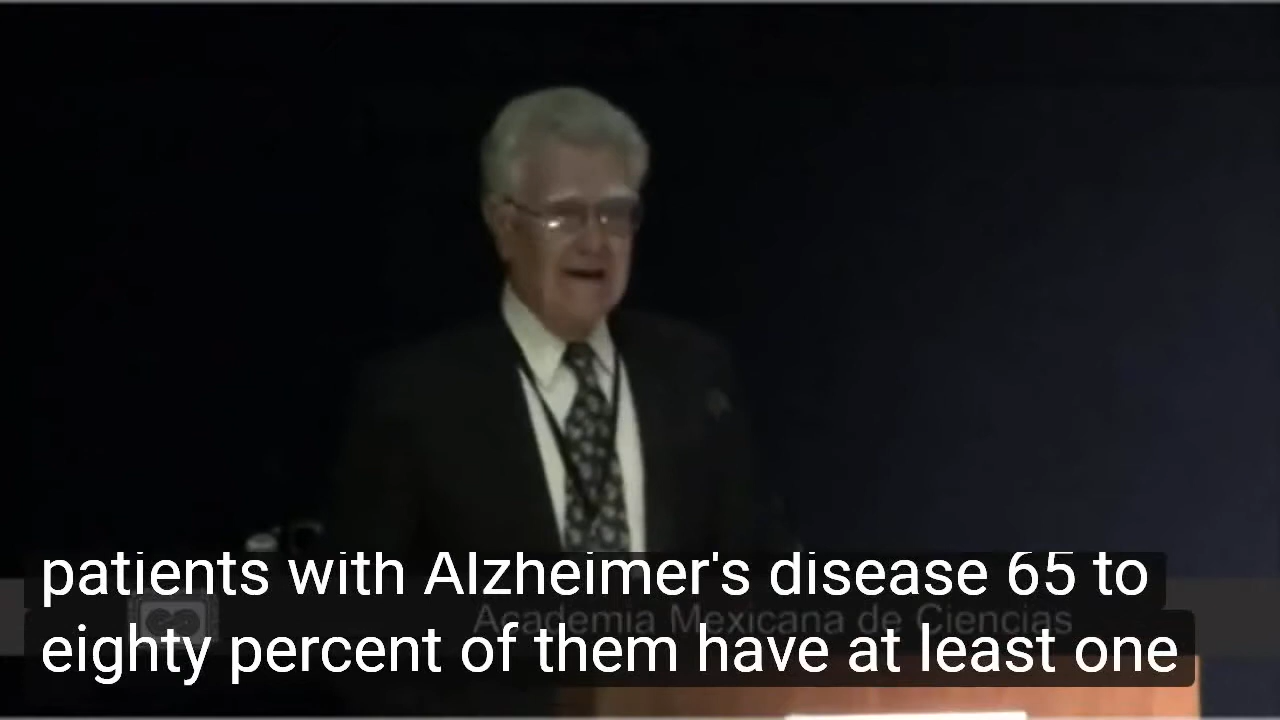 patients with Alzheimer's disease 65 to
Academia Mexicana de Ciencias
eighty percent of them have at least one